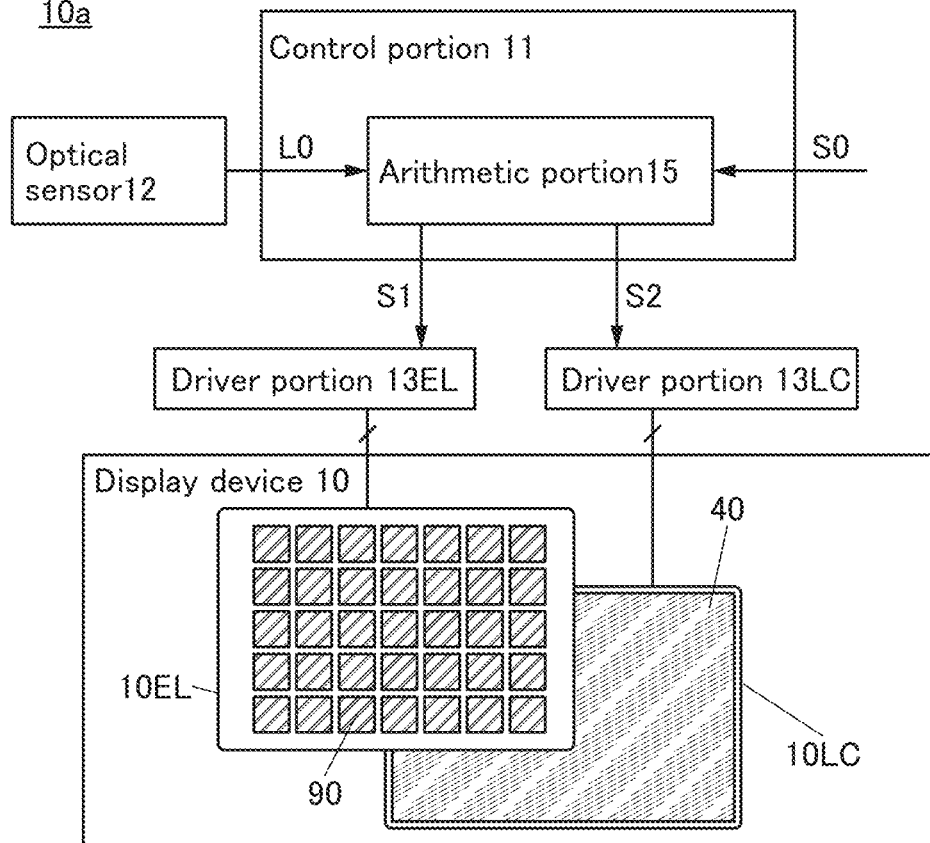 10a
Control portion 11
Optical
sensor12
L0
Arithmetic portion15
S0
S1
S2
Driver portion 13EL
Driver portion 13LC
Display device 10
40
10EL
10LC
90